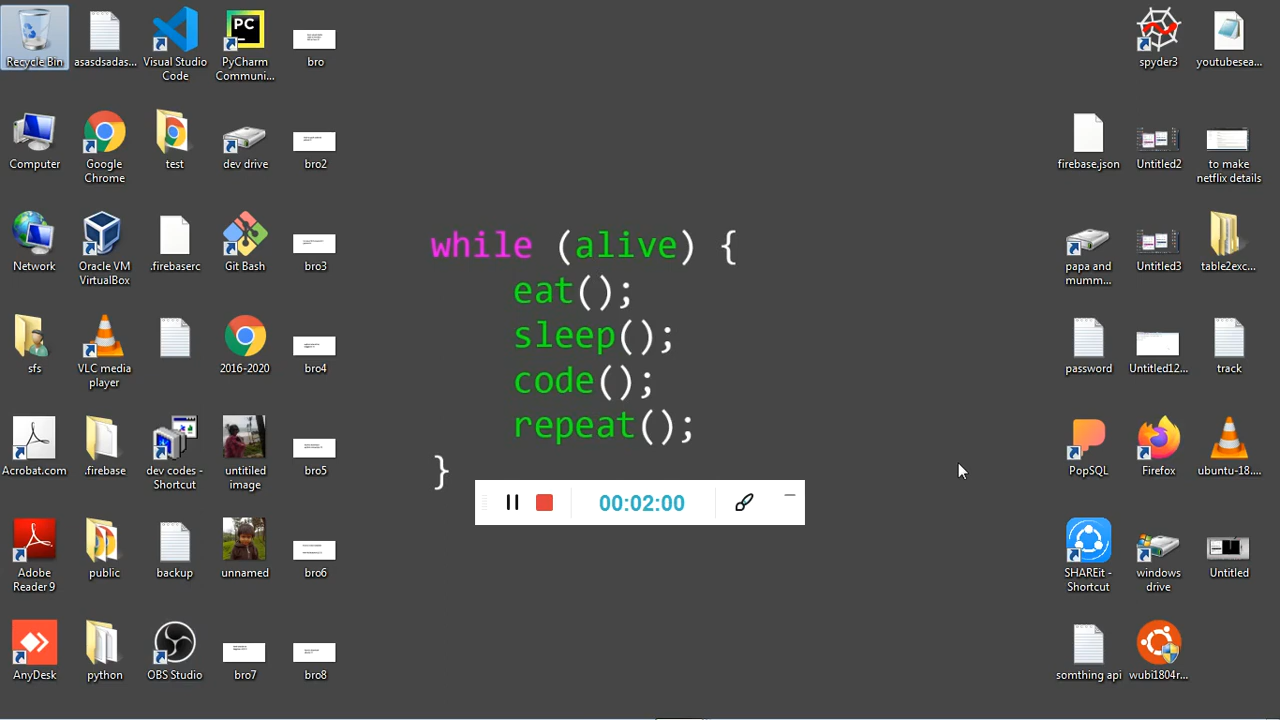 Recycle Bin
asasdsadas...
Visual Studio
Code
PC
PyCharm
Communi...
bro
spyder3
youtubesea...
Computer
Google
Chrome
test
dev drive
bro2
firebase.json
Untitled2
to make
netflix details
Network
Oracle VM
VirtualBox
.firebaserc
Git Bash
bro3
papa and
mumm...
Untitled3
table2exc...
while (alive) {
eat();
sleep();
code();
repeat();
}
sfs
VLC media
player
2016-2020
bro4
password
Untitled12...
track
Acrobat.com
.firebase
dev codes -
Shortcut
untitiled
image
bro5
PopSQL
Firefox
ubuntu-18....
00:02:00
Adobe
Reader 9
public
backup
unnamed
bro6
SHAREit -
Shortcut
windows
drive
Untitled
AnyDesk
python
OBS Studio
bro7
bro8
somthing api
wubi1804r...